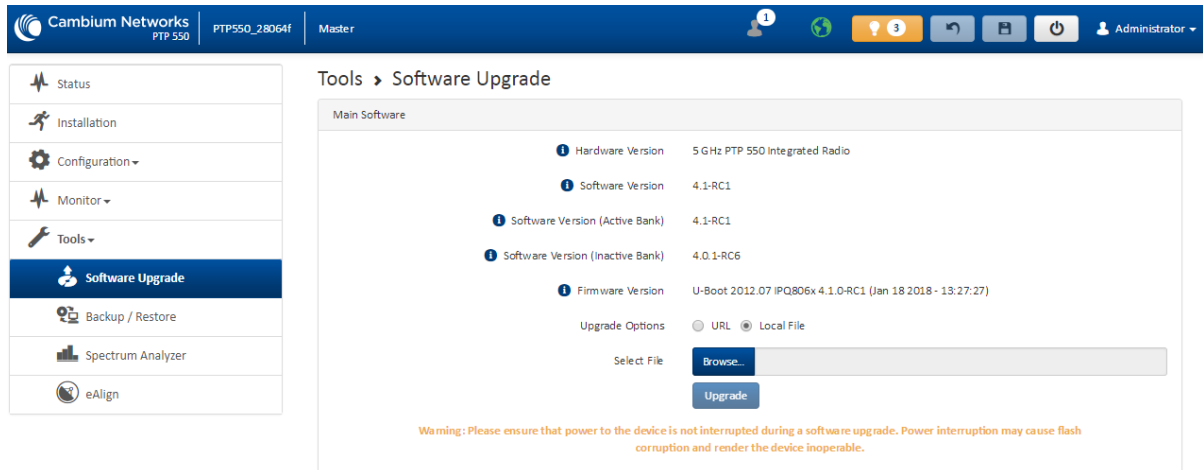 Cambium Networks
PTP 550
PTP550_28064f
Master
1
3
Administrator
Status
Installation
Configuration
Monitor
Tools
Software Upgrade
Backup / Restore
Spectrum Analyzer
eAlign
Tools > Software Upgrade
Main Software
Hardware Version 5 GHz PTP 550 Integrated Radio
Software Version 4.1-RC1
Software Version (Active Bank) 4.1-RC1
Software Version (Inactive Bank) 4.0.1-RC6
Firmware Version U-Boot 2012.07 IPQ806x 4.1.0-RC1 (Jan 18 2018 - 13:27:27)
Upgrade Options URL Local File
Select File Browse...
Upgrade
Warning: Please ensure that power to the device is not interrupted during a software upgrade. Power interruption may cause flash
corruption and render the device inoperable.